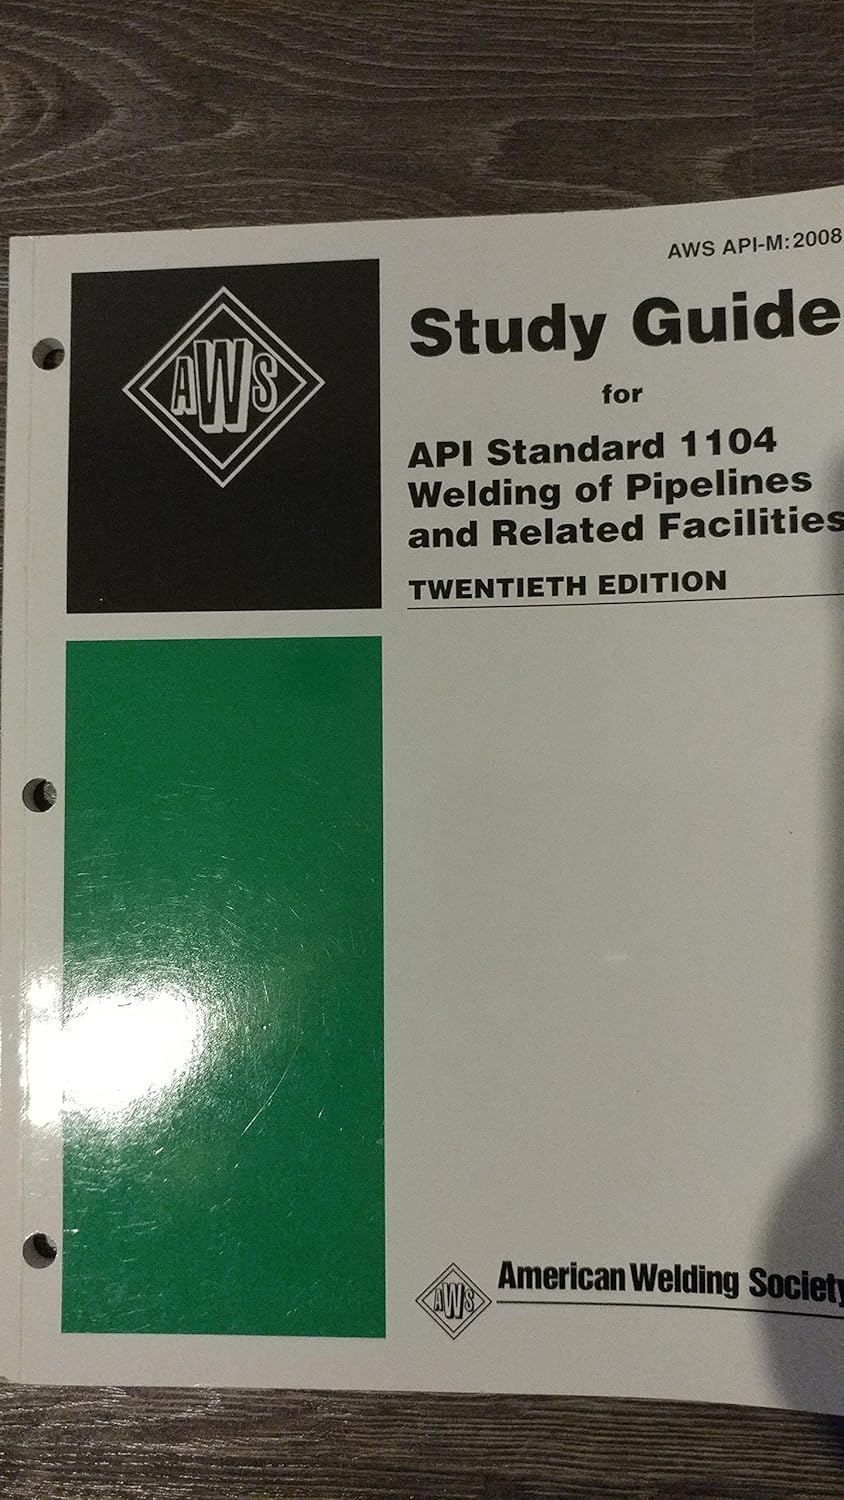 AWS API-M:2008
AWS
Study Guide
for
API Standard 1104
Welding of Pipelines
and Related Facilities
TWENTIETH EDITION
AWS
American Welding Society